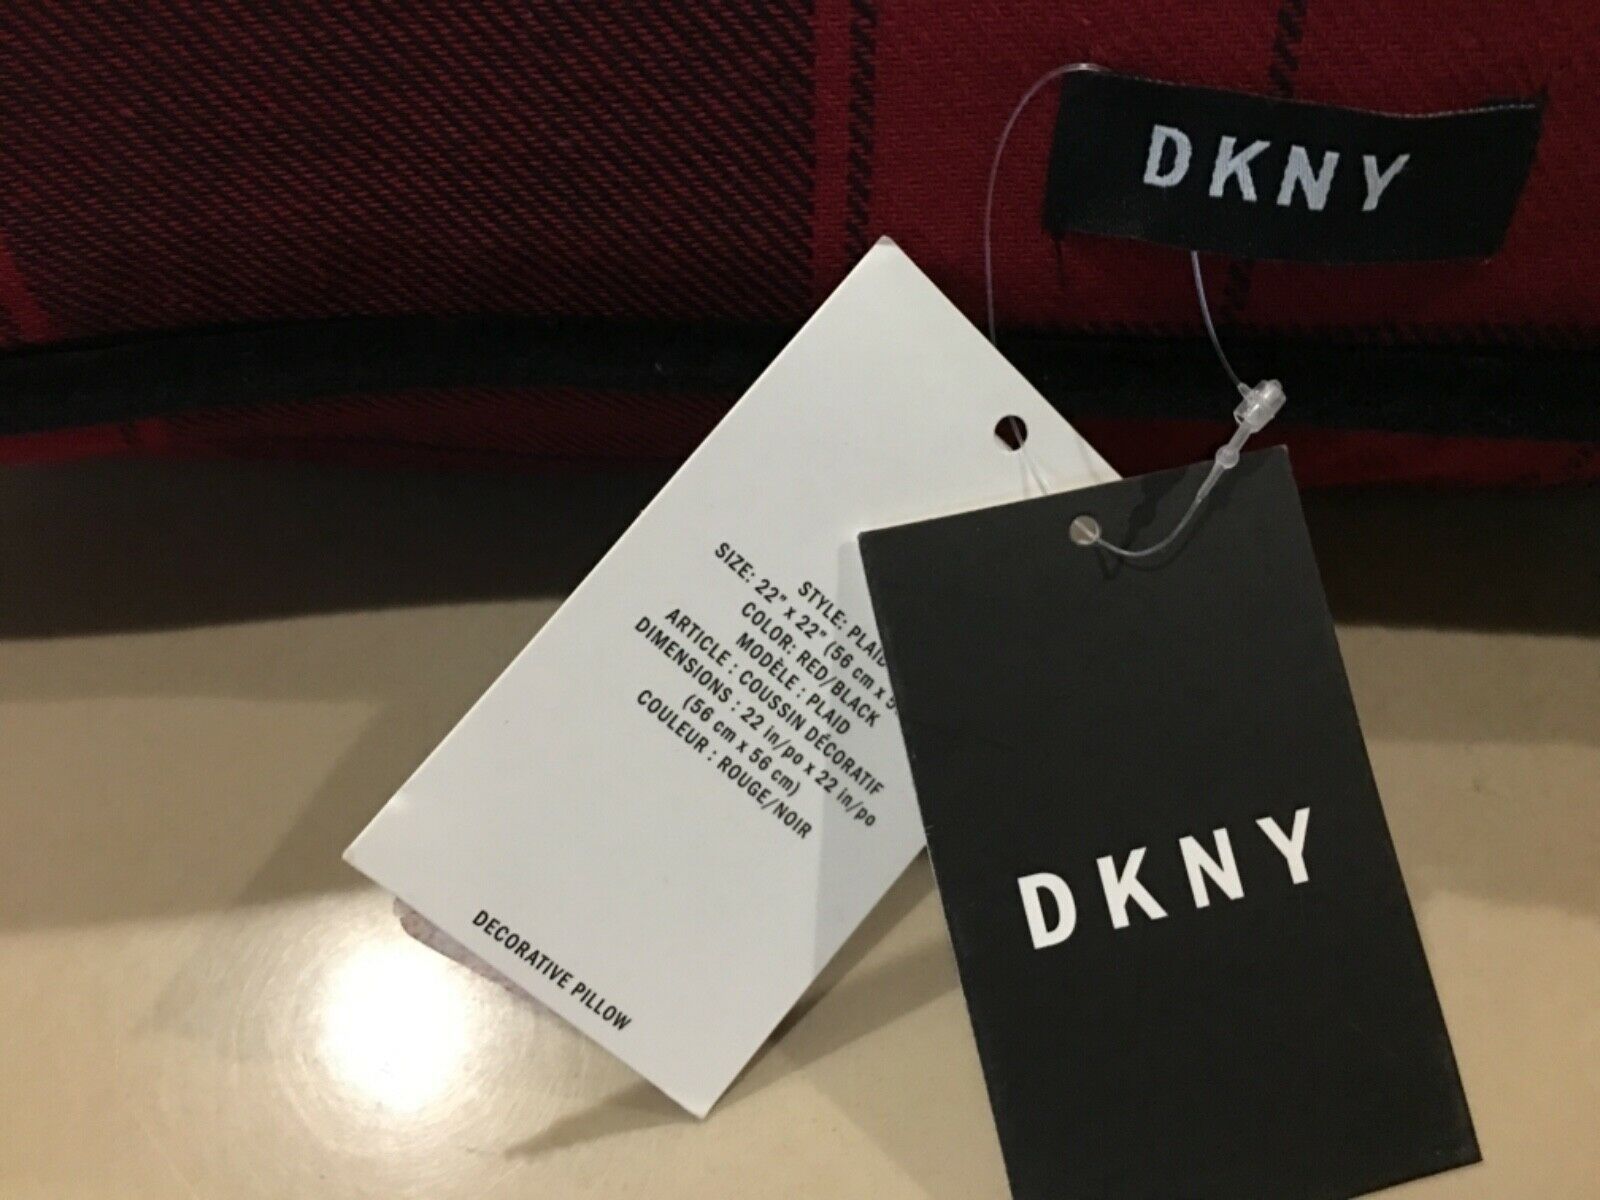 DKNY
STYLE: PLAID
SIZE: 22" x 22" (56 cm x 5
COLOR: RED/BLACK
MODÈLE : PLAID
ARTICLE : COUSSIN DÉCORATIF
DIMENSIONS : 22 in/po x 22 in/po
(56 cm x 56 cm)
COULEUR : ROUGE/NOIR
DECORATIVE PILLOW
DKNY